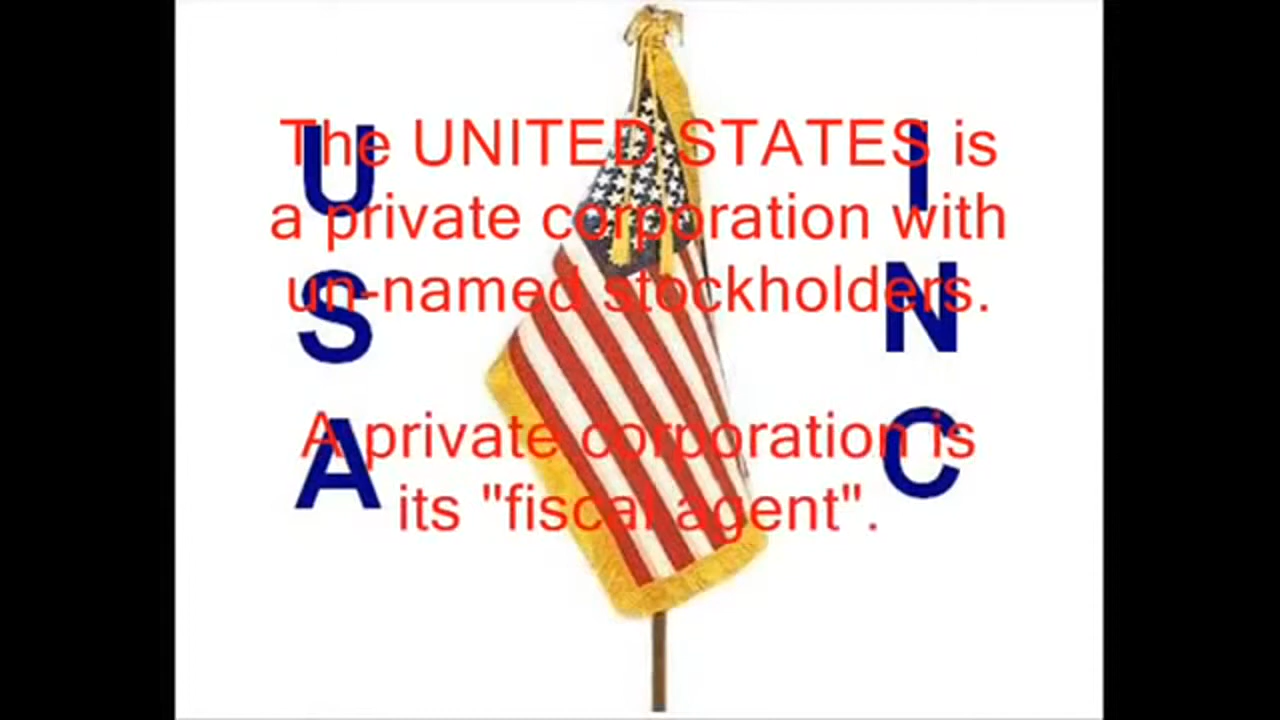 The UNITED STATES is
a private corporation with
un-named stockholders.
A private corporation is
its "fiscal agent".
U
S
A
I
N
C